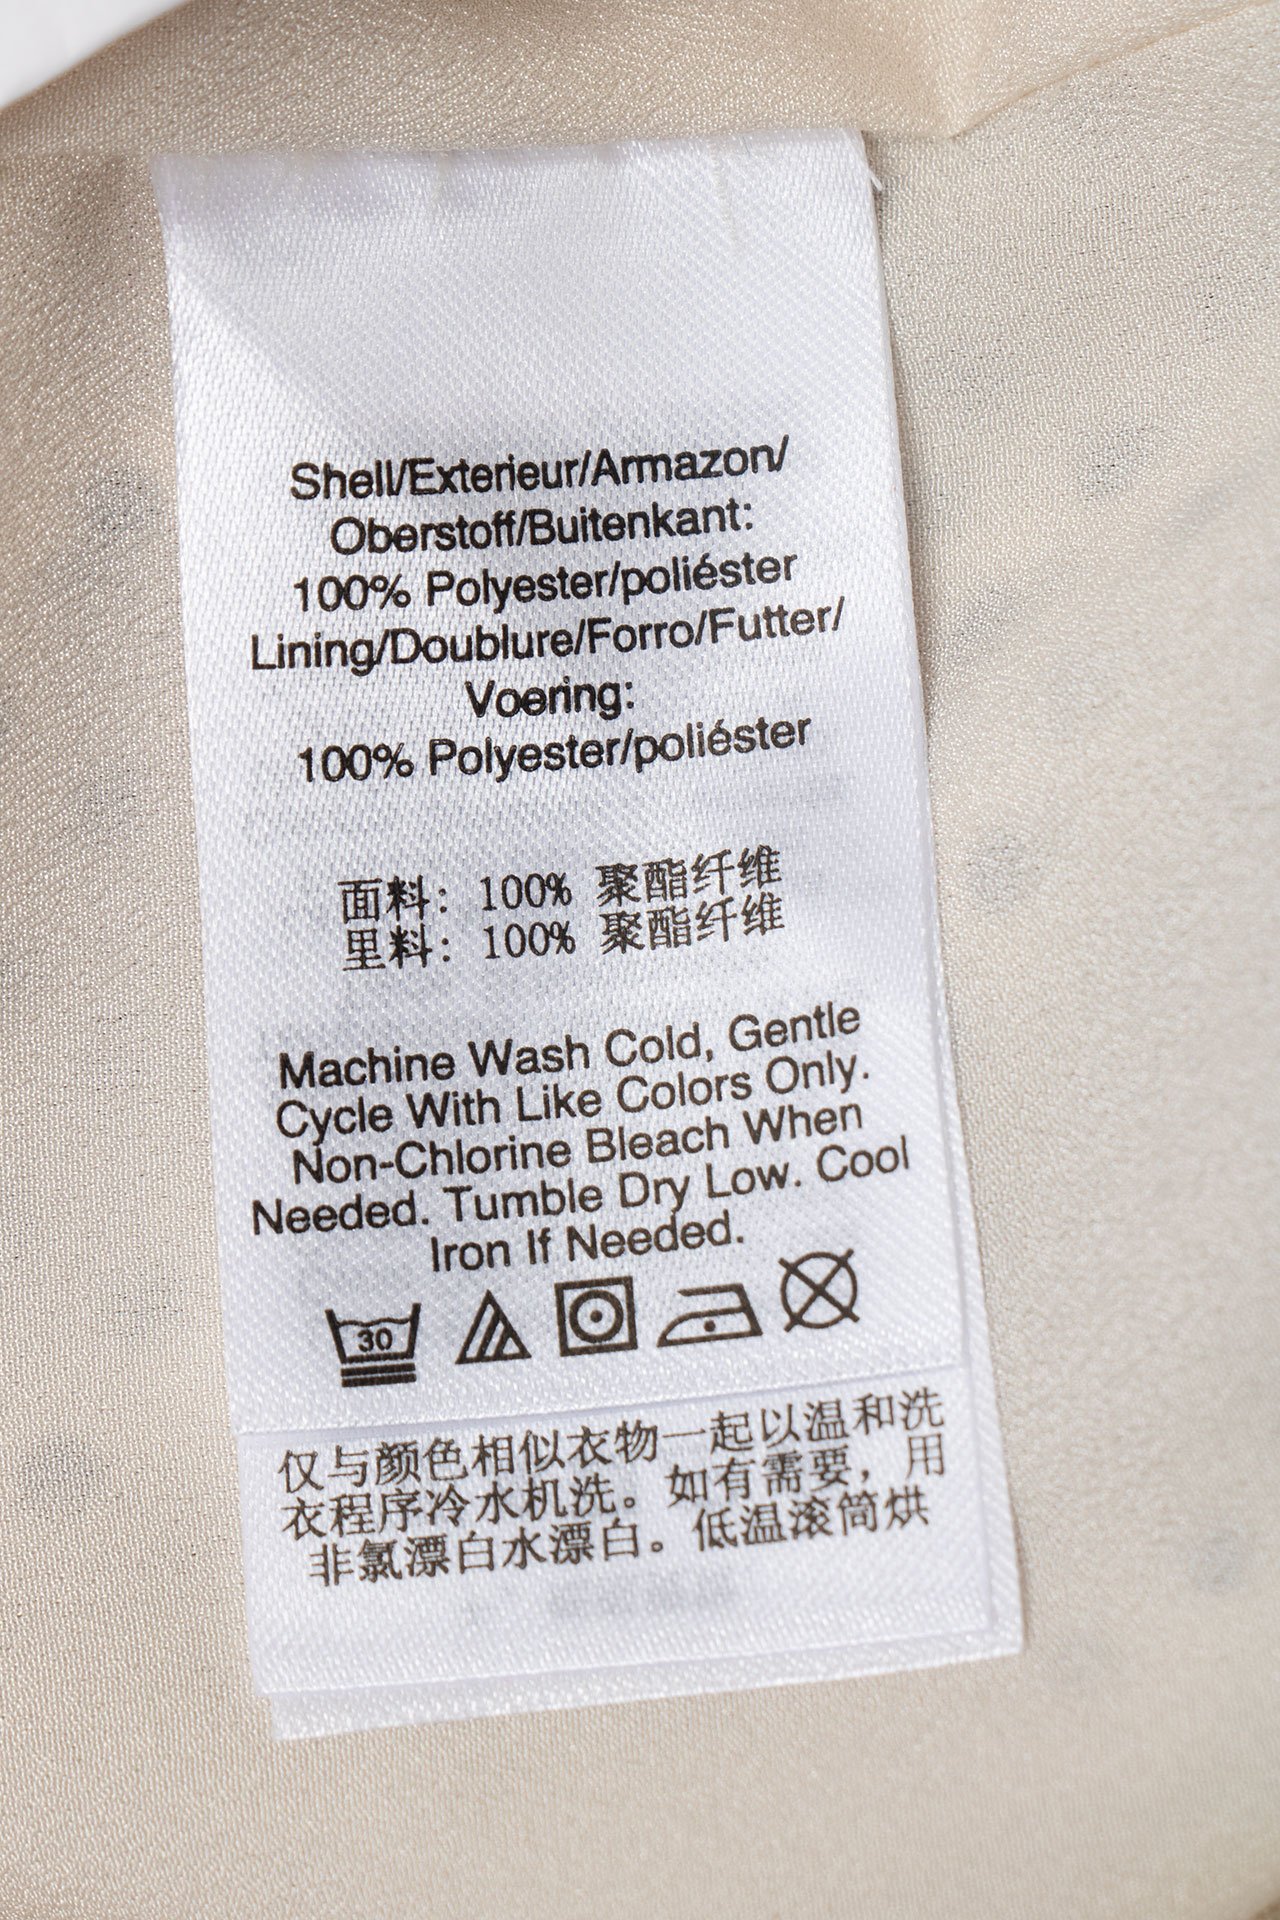 Shell/Exterieur/Armazon/
Oberstoff/Buitenkant:
100% Polyester/poliéster
Lining/Doublure/Forro/Futter/
Voering:
100% Polyester/poliéster
面料: 100% 聚酯纤维
里料: 100% 聚酯纤维
Machine Wash Cold, Gentle
Cycle With Like Colors Only.
Non-Chlorine Bleach When
Needed. Tumble Dry Low. Cool
Iron If Needed.
30
仅与颜色相似衣物一起以温和洗
衣程序冷水机洗。如有需要，用
非氯漂白水漂白。低温滚筒烘